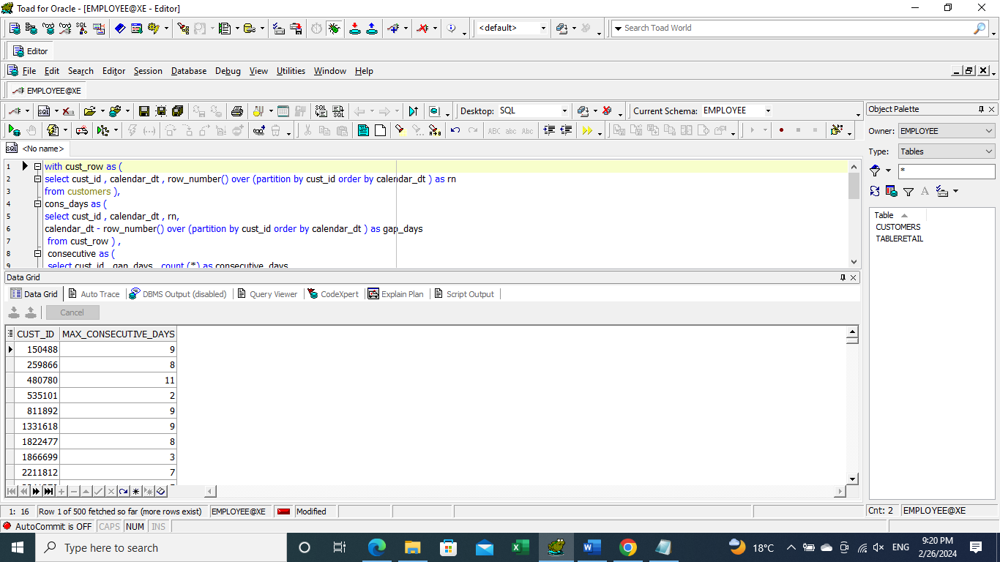 Toad for Oracle - [EMPLOYEE@XE - Editor]
<default>
Search Toad World
Editor
File Edit Search Editor Session Database Debug View Utilities Window Help
EMPLOYEE@XE
Desktop: SQL
Current Schema: EMPLOYEE
<No name>
1 with cust_row as (
2 select cust_id , calendar_dt , row_number() over (partition by cust_id order by calendar_dt ) as rn
3 from customers ),
4 cons_days as (
5 select cust_id , calendar_dt , rn,
6 calendar_dt - row_number() over (partition by cust_id order by calendar_dt ) as gap_days
7 from cust_row ) ,
8 consecutive as (
9 select cust_id , gap_days , count (*) as consecutive_days
Data Grid
Data Grid Auto Trace DBMS Output (disabled) Query Viewer CodeXpert Explain Plan Script Output
Cancel
CUST_ID MAX_CONSECUTIVE_DAYS
150488 9
259866 8
480780 11
535101 2
811892 9
1331618 9
1822477 8
1866699 3
2211812 7
1: 16 Row 1 of 500 fetched so far (more rows exist) EMPLOYEE@XE Modified
AutoCommit is OFF CAPS NUM INS
Object Palette
Owner: EMPLOYEE
Type: Tables
*
Table
CUSTOMERS
TABLERETAIL
Cnt: 2 EMPLOYEE@XE
Type here to search
18°C
ENG
9:20 PM
2/26/2024